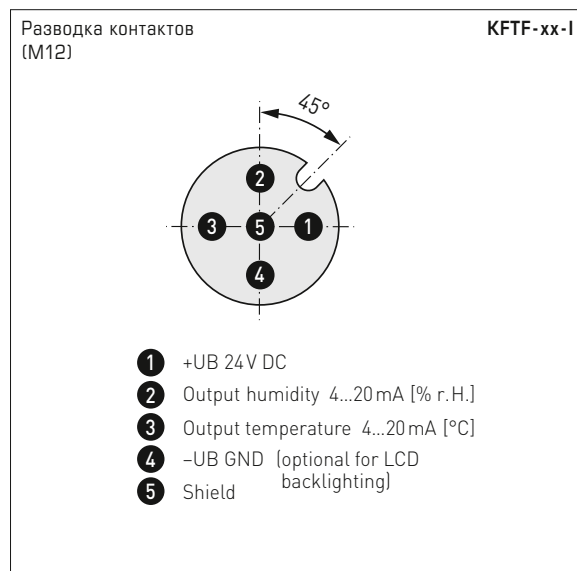 Разводка контактов
(M12)
KFTF-xx-I
45°
2
3
5
1
4
1 +UB 24V DC
2 Output humidity 4...20mA [% r.H.]
3 Output temperature 4...20mA [°C]
4 –UB GND (optional for LCD
backlighting)
5 Shield